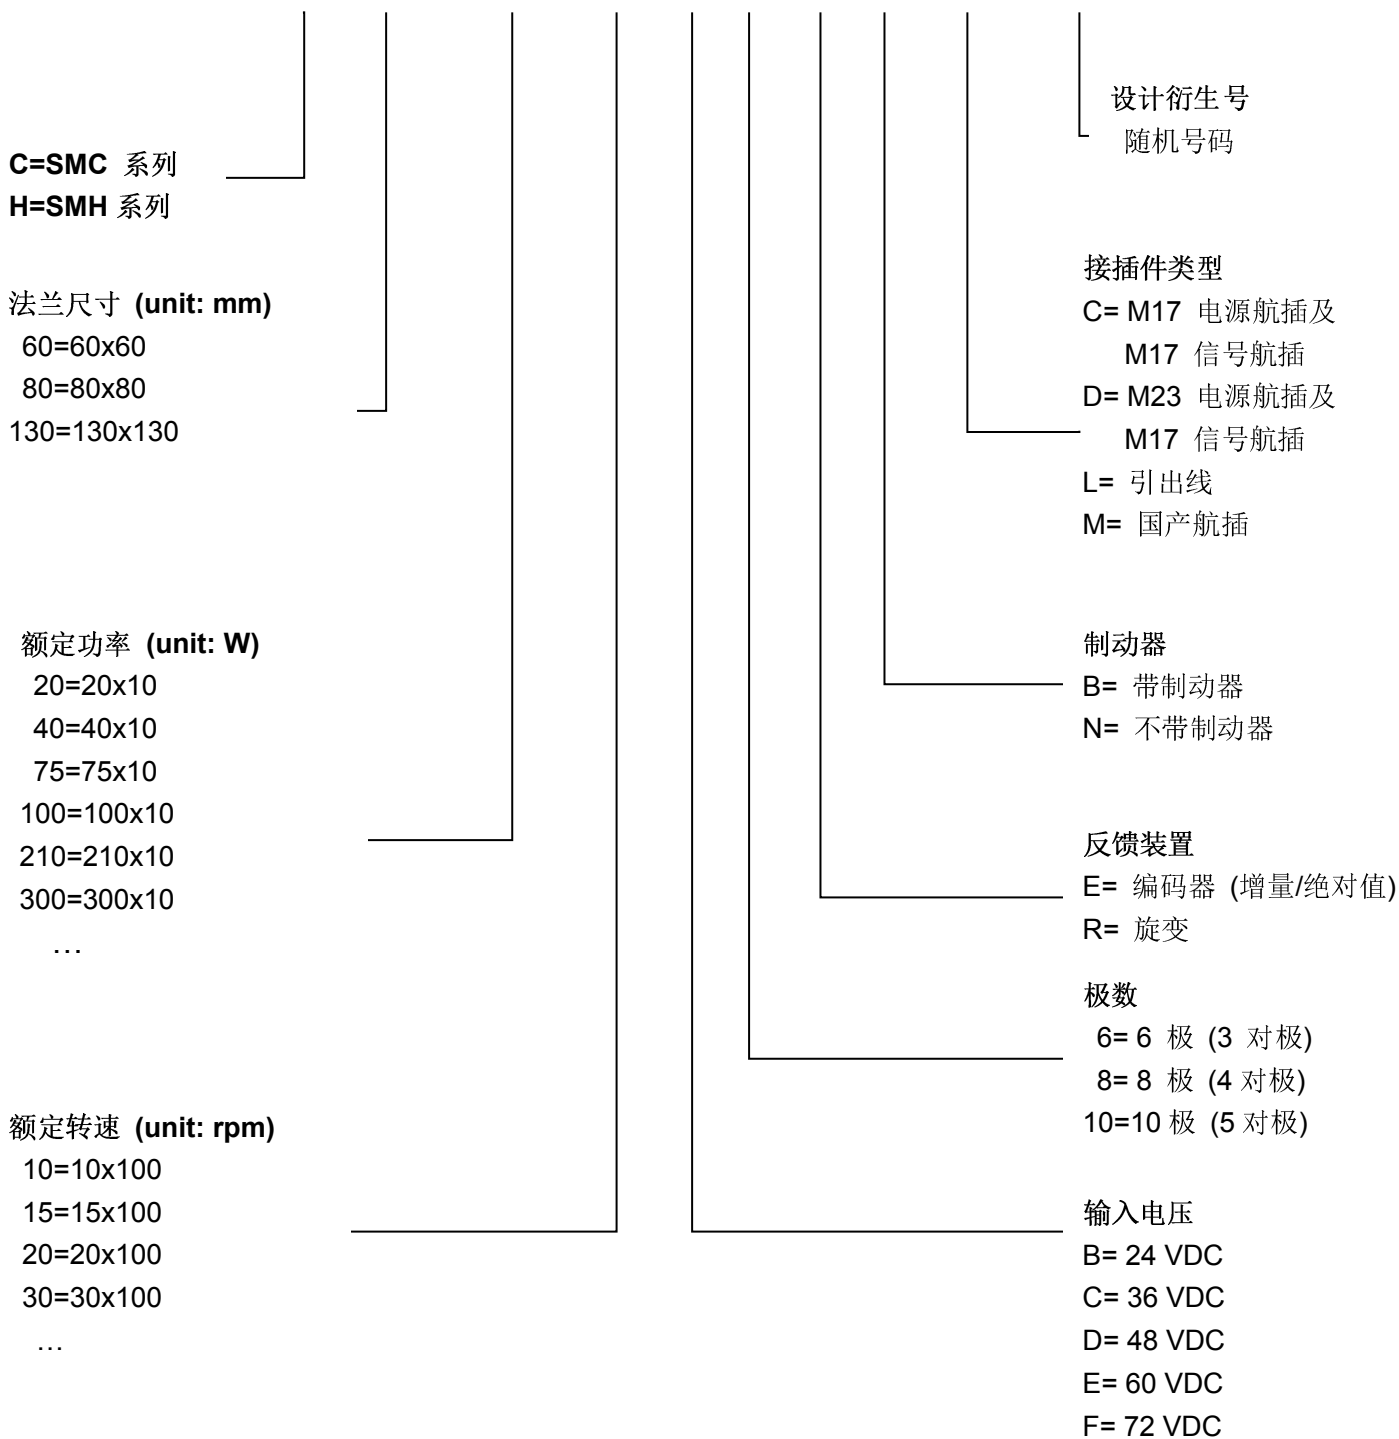 C=SMC 系列
H=SMH 系列
法兰尺寸 (unit: mm)
60=60x60
80=80x80
130=130x130
额定功率 (unit: W)
20=20x10
40=40x10
75=75x10
100=100x10
210=210x10
300=300x10
…
额定转速 (unit: rpm)
10=10x100
15=15x100
20=20x100
30=30x100
…
设计衍生号
随机号码
接插件类型
C= M17 电源航插及
M17 信号航插
D= M23 电源航插及
M17 信号航插
L= 引出线
M= 国产航插
制动器
B= 带制动器
N= 不带制动器
反馈装置
E= 编码器 (增量/绝对值)
R= 旋变
极数
6= 6 极 (3 对极)
8= 8 极 (4 对极)
10=10 极 (5 对极)
输入电压
B= 24 VDC
C= 36 VDC
D= 48 VDC
E= 60 VDC
F= 72 VDC